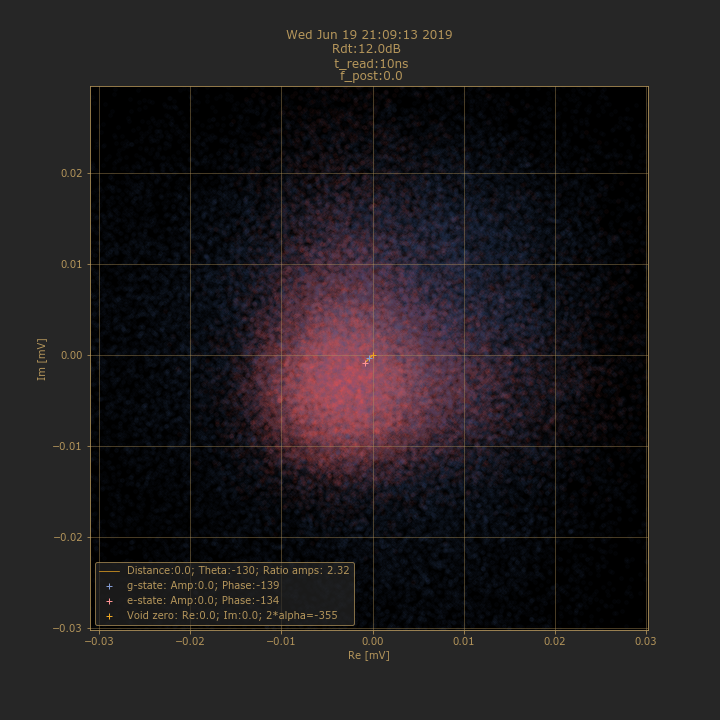 Wed Jun 19 21:09:13 2019
Rdt:12.0dB
t_read:10ns
f_post:0.0
Im [mV]
0.02
0.01
0.00
−0.01
−0.02
−0.03
Distance:0.0; Theta:-130; Ratio amps: 2.32
g-state: Amp:0.0; Phase:-139
e-state: Amp:0.0; Phase:-134
Void zero: Re:0.0; Im:0.0; 2*alpha=-355
−0.03 −0.02 −0.01 0.00 0.01 0.02 0.03
Re [mV]